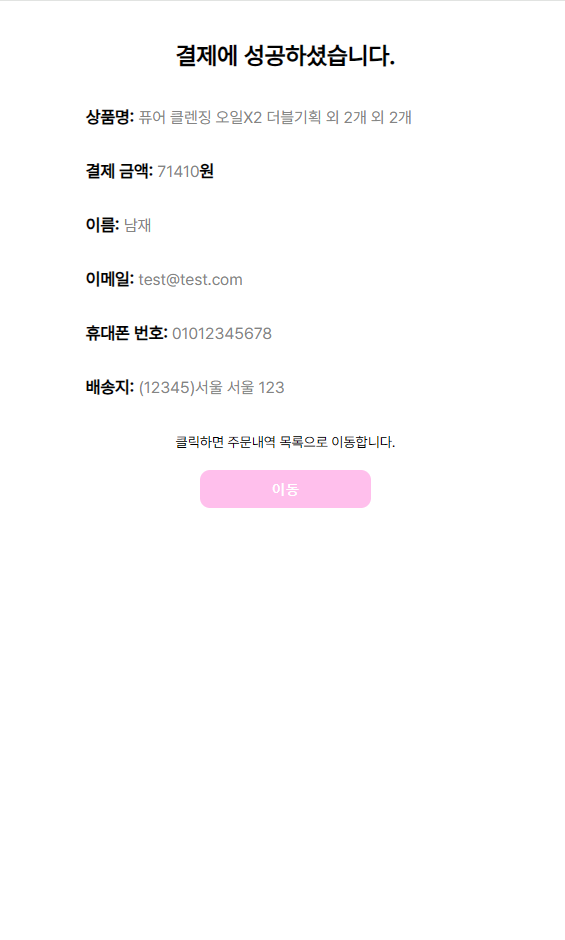 결제에 성공하셨습니다.
상품명: 퓨어 클렌징 오일X2 더블기획 외 2개 외 2개
결제 금액: 71410원
이름: 남재
이메일: test@test.com
휴대폰 번호: 01012345678
배송지: (12345)서울 서울 123
클릭하면 주문내역 목록으로 이동합니다.
이동